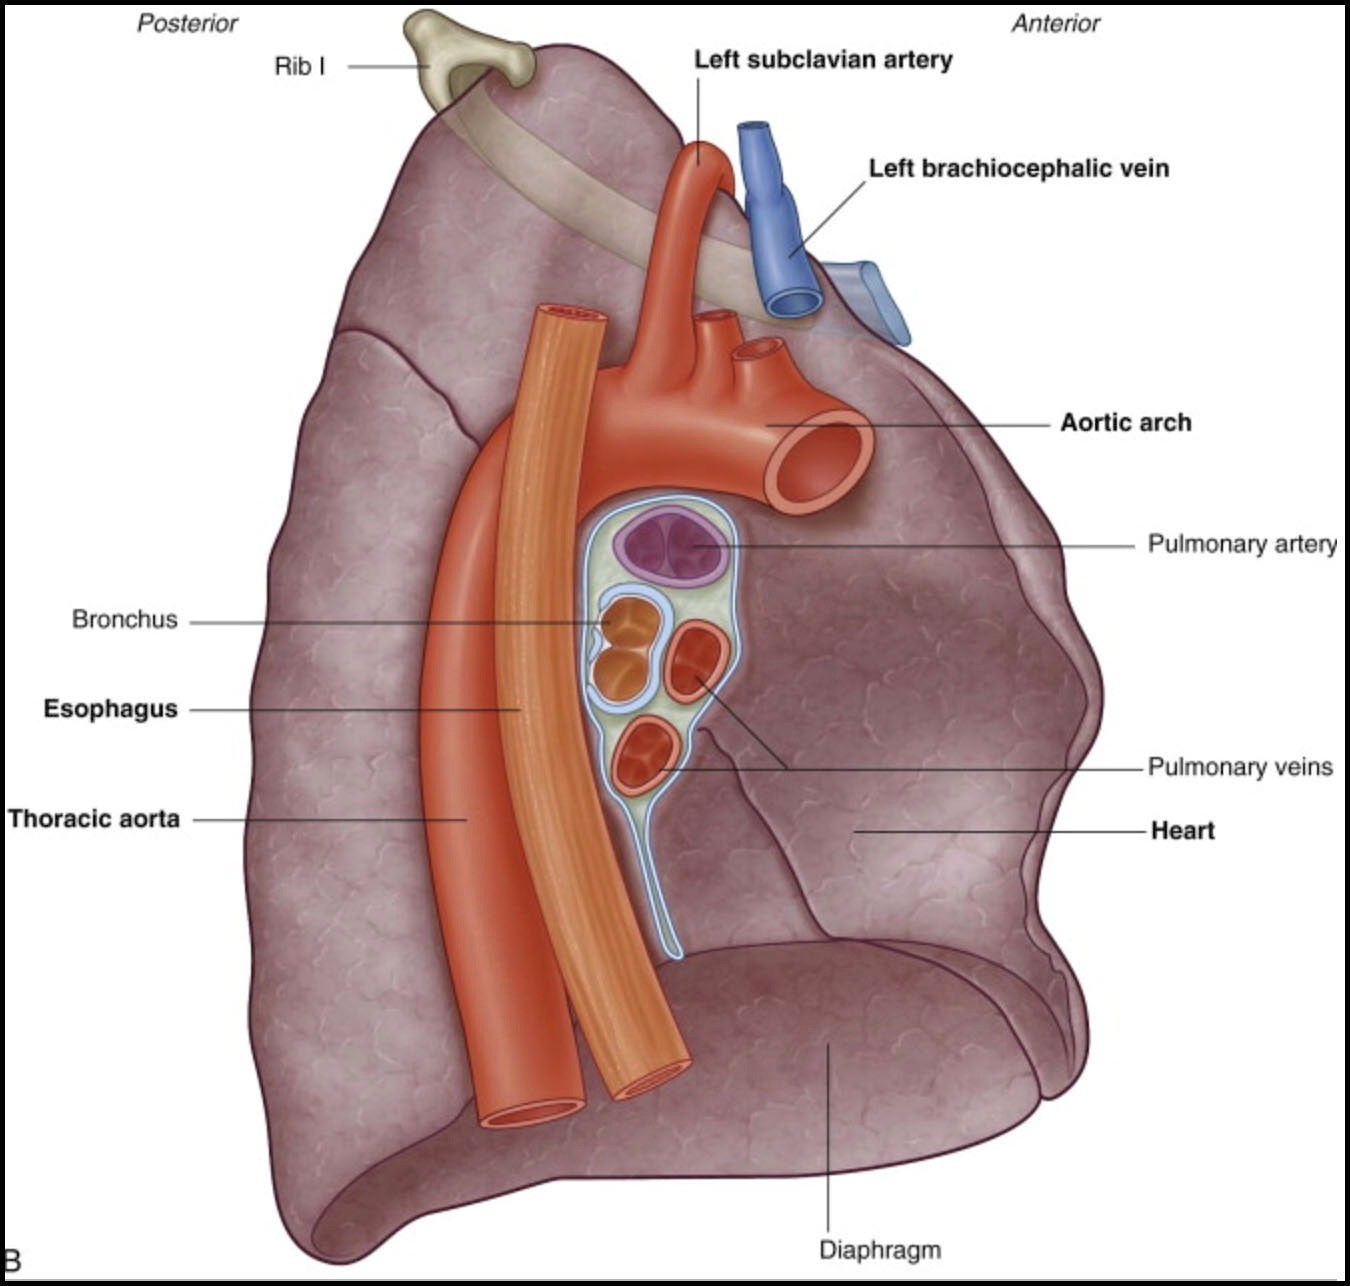 Posterior
Anterior
Rib I
Left subclavian artery
Left brachiocephalic vein
Aortic arch
Pulmonary artery
Bronchus
Esophagus
Pulmonary veins
Thoracic aorta
Heart
Diaphragm
B